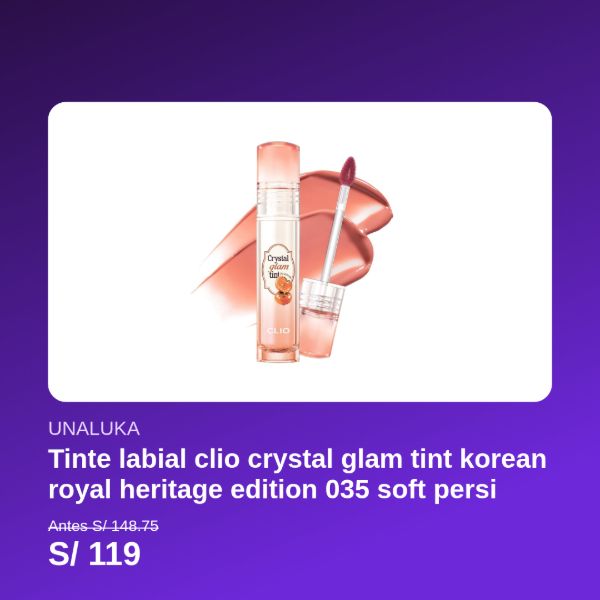 Crystal
glam
tint
CLIO
UNALUKA
Tinte labial clio crystal glam tint korean
royal heritage edition 035 soft persi
Antes S/ 148.75
S/ 119